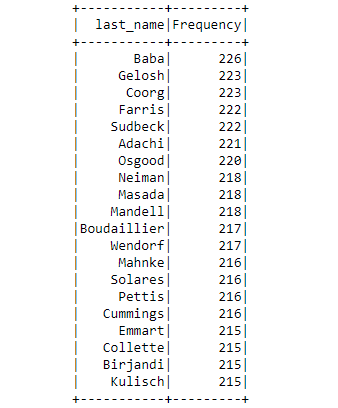 +-----------+---------+
|  last_name|Frequency|
+-----------+---------+
|       Baba|      226|
|     Gelosh|      223|
|      Coorg|      223|
|     Farris|      222|
|    Sudbeck|      222|
|     Adachi|      221|
|     Osgood|      220|
|     Neiman|      218|
|     Masada|      218|
|    Mandell|      218|
|Boudaillier|      217|
|    Wendorf|      217|
|     Mahnke|      216|
|    Solares|      216|
|     Pettis|      216|
|   Cummings|      216|
|     Emmart|      215|
|   Collette|      215|
|   Birjandi|      215|
|    Kulisch|      215|
+-----------+---------+